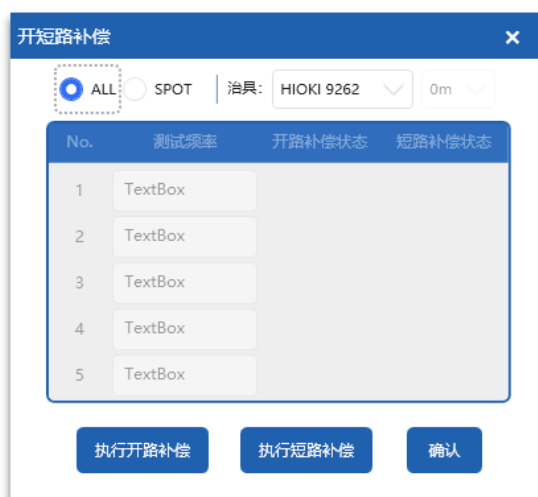 开短路补偿
ALL SPOT 治具: HIOKI 9262 0m
No. 测试频率 开路补偿状态 短路补偿状态
1 TextBox
2 TextBox
3 TextBox
4 TextBox
5 TextBox
执行开路补偿 执行短路补偿 确认